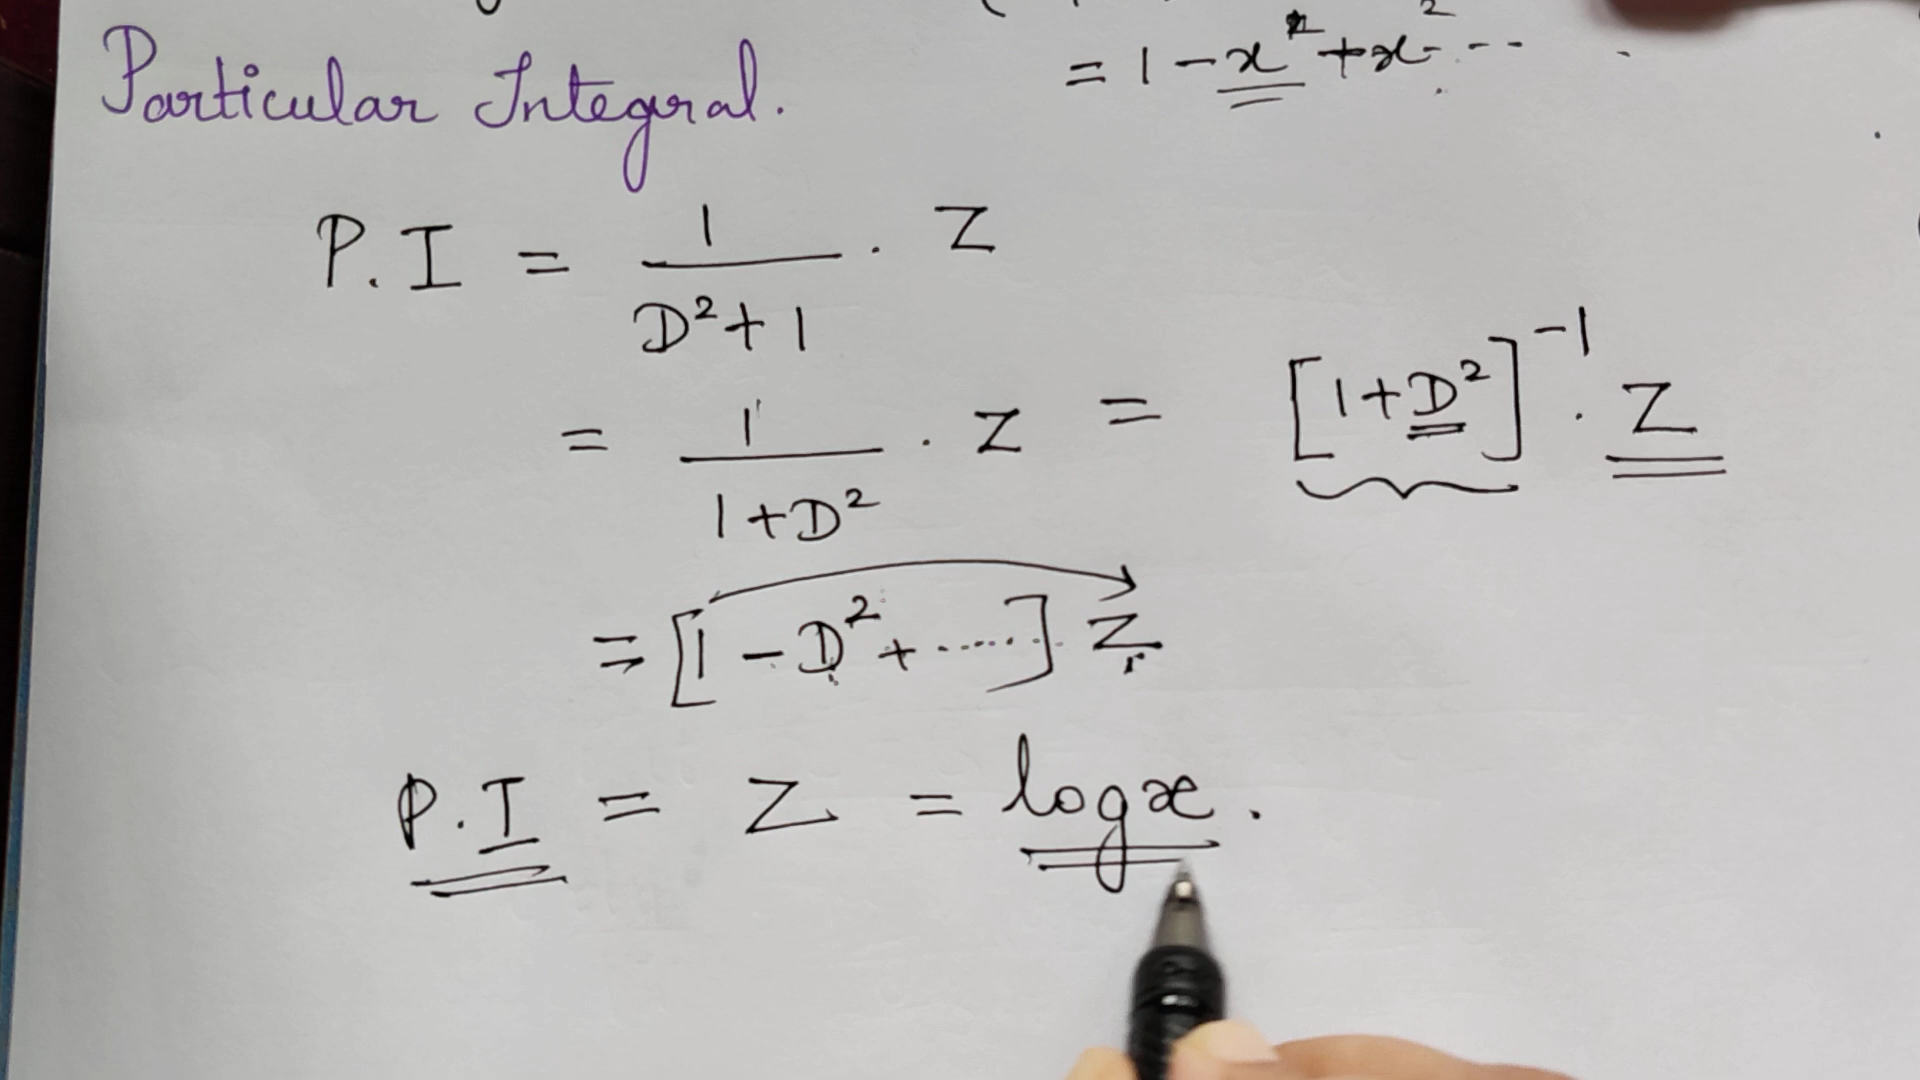 = 1 - x + x² - ...
Particular Integral.
P.I = 1/(D²+1) . Z
= 1/(1+D²) . Z = [1+D²]⁻¹ . Z
= [1 - D² + .....] Z
P.I = Z = log x.